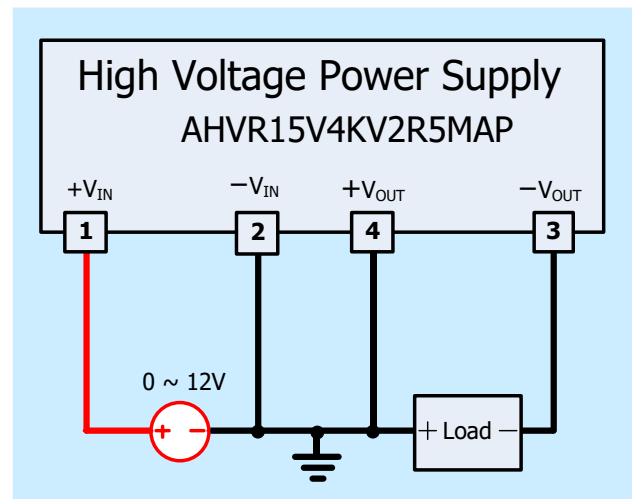 High Voltage Power Supply
AHVR15V4KV2R5MAP
+VIN −VIN +VOUT −VOUT
1 2 4 3
0 ~ 12V
+ −
+ Load −